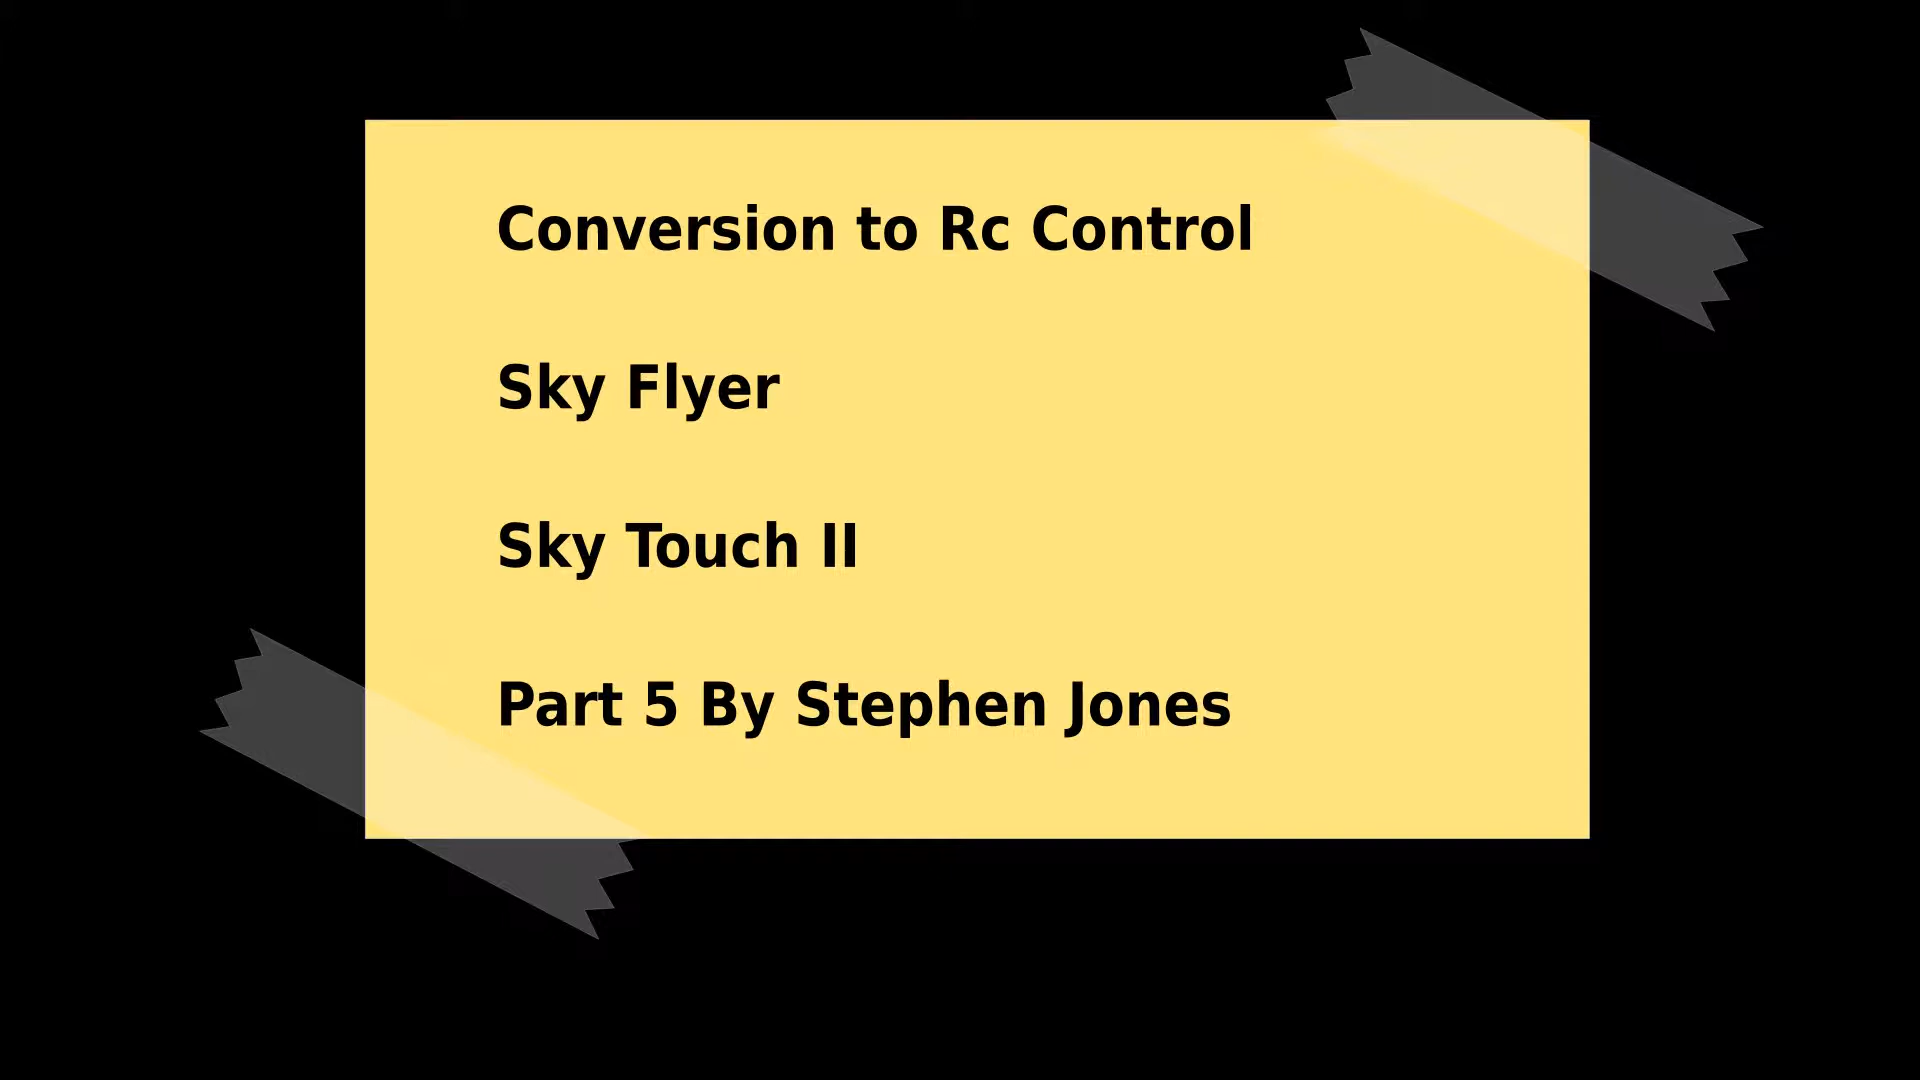 Conversion to Rc Control
Sky Flyer
Sky Touch II
Part 5 By Stephen Jones